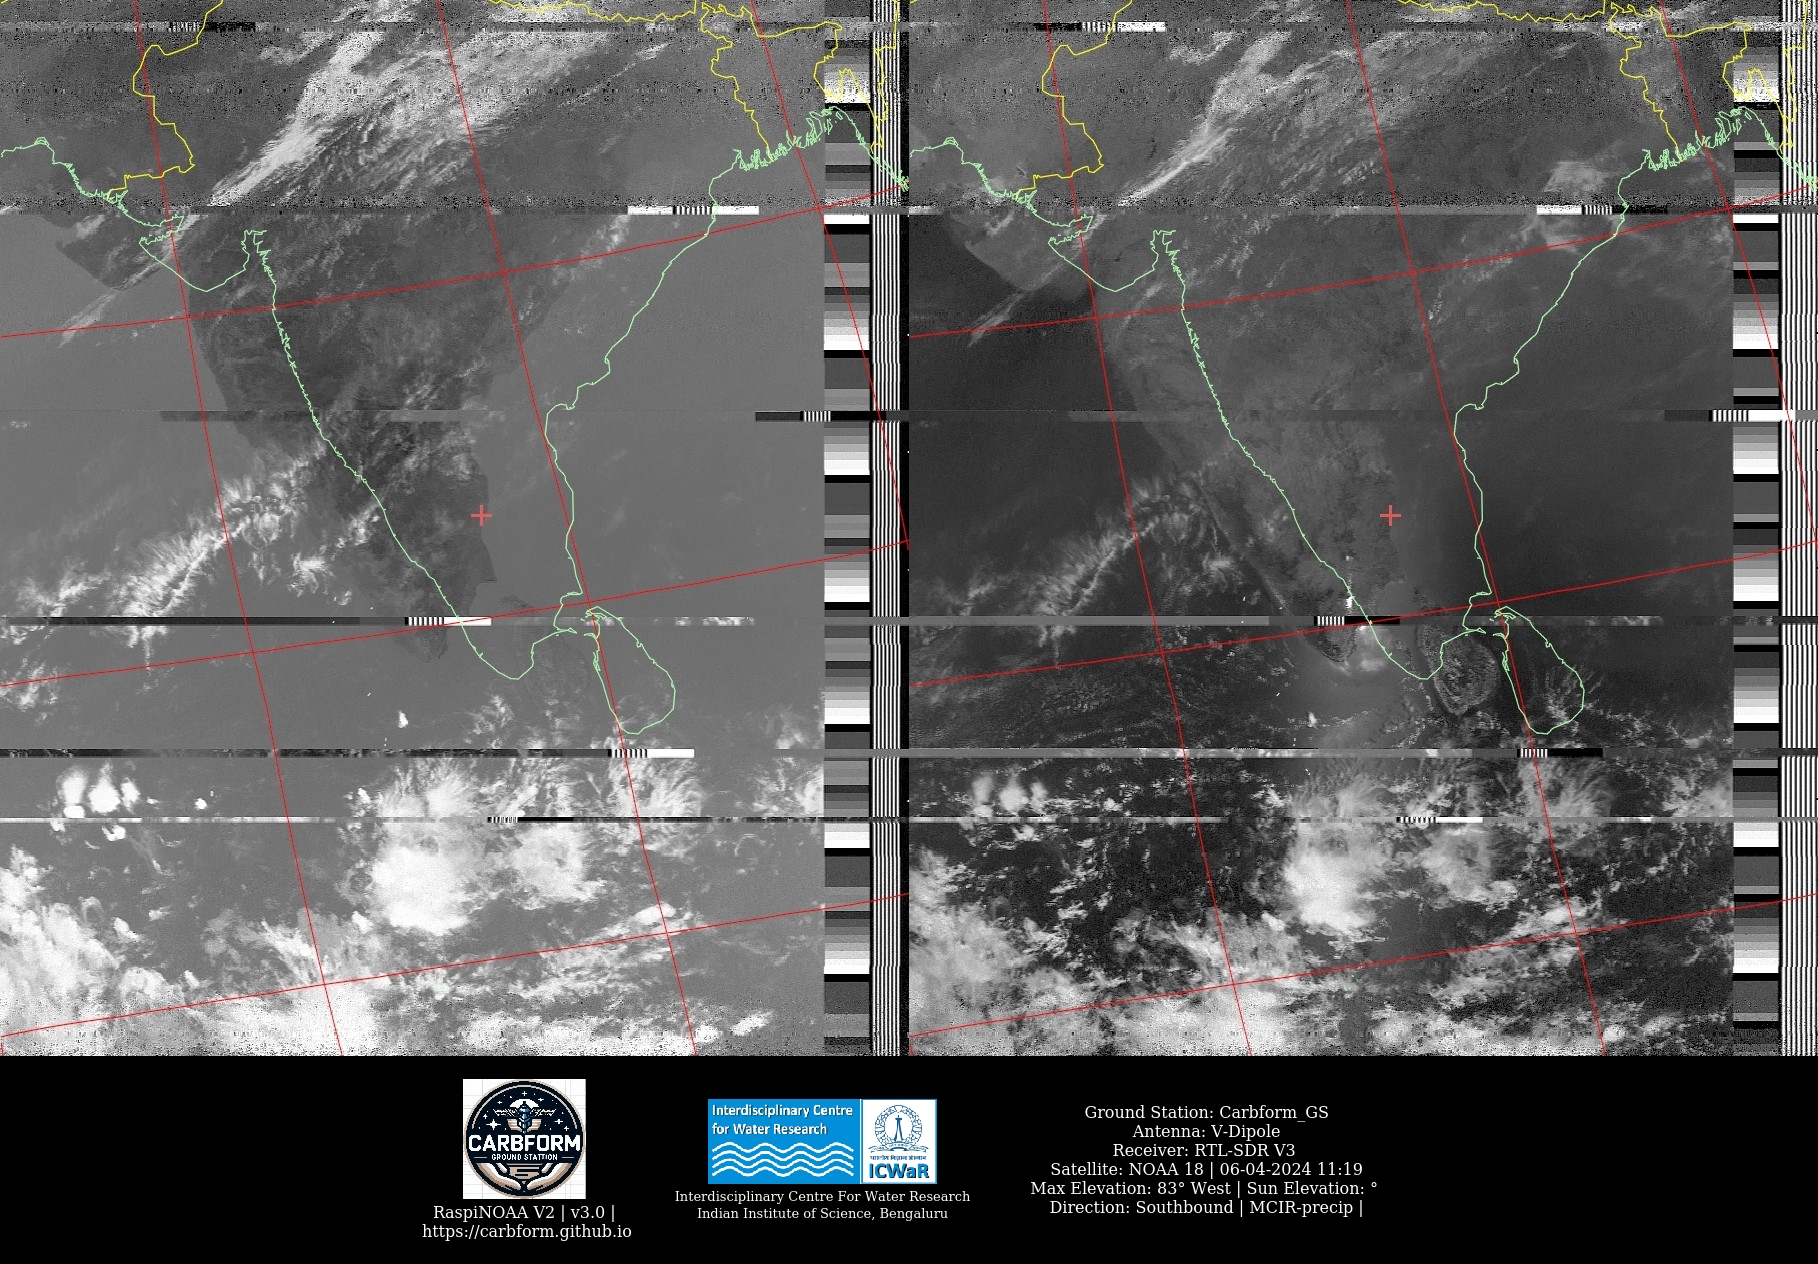 CARBFORM
GROUND STATTION
RaspiNOAA V2 | v3.0 |
https://carbform.github.io
Interdisciplinary Centre
for Water Research
ICWaR
Interdisciplinary Centre For Water Research
Indian Institute of Science, Bengaluru
Ground Station: Carbform_GS
Antenna: V-Dipole
Receiver: RTL-SDR V3
Satellite: NOAA 18 | 06-04-2024 11:19
Max Elevation: 83° West | Sun Elevation: °
Direction: Southbound | MCIR-precip |